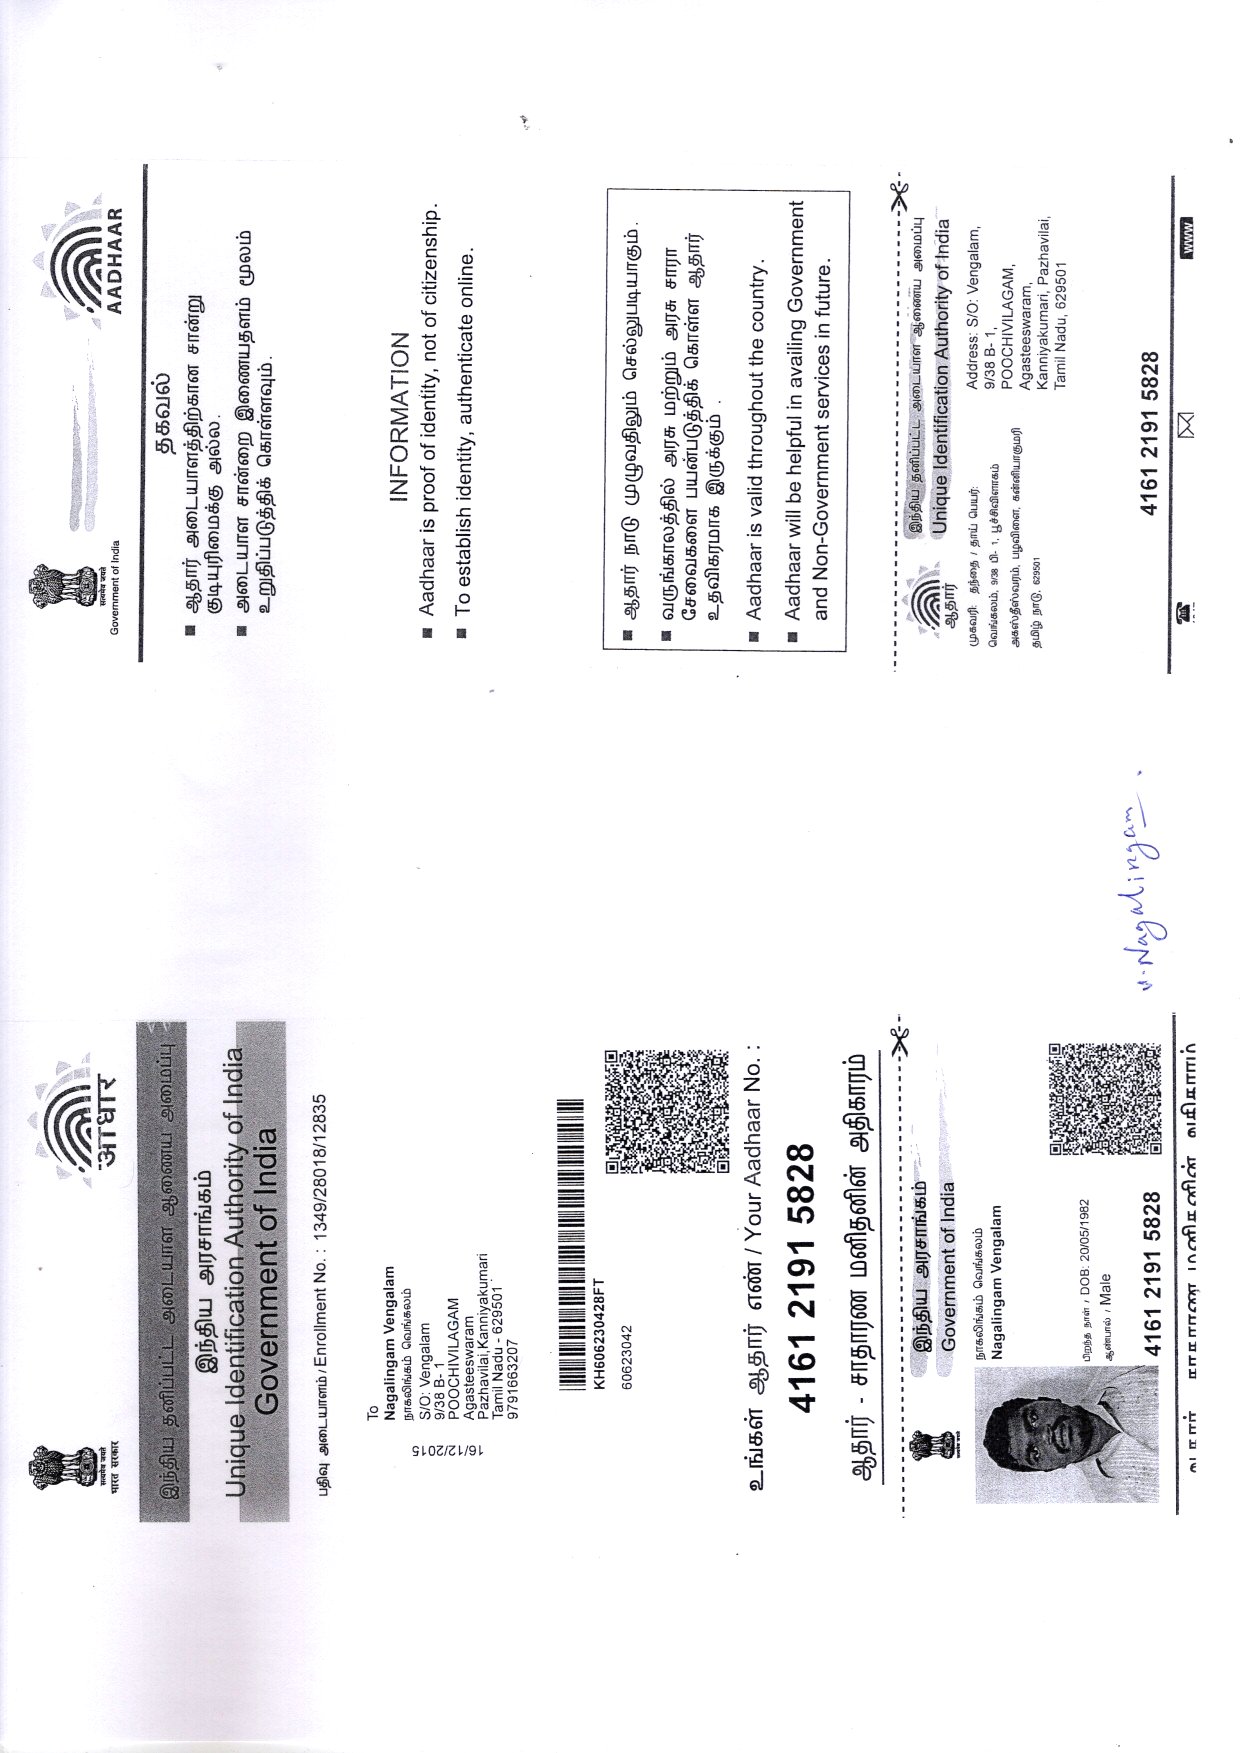 सत्यमेव जयते
भारत सरकार
आधार
இந்திய தனிப்பட்ட அடையாள ஆணைய அமைப்பு
இந்திய அரசாங்கம்
Unique Identification Authority of India
Government of India
பதிவு அடையாளம் / Enrollment No. : 1349/28018/12835
16/12/2015
To
Nagalingam Vengalam
நாகலிங்கம் வெங்கலம்
S/O: Vengalam
9/38 B- 1
POOCHIVILAGAM
Agasteeswaram
Pazhavilai,Kanniyakumari
Tamil Nadu - 629501
9791663207
KH606230428FT
60623042
உங்கள் ஆதார் எண் / Your Aadhaar No. :
4161 2191 5828
ஆதார் - சாதாரண மனிதனின் அதிகாரம்
இந்திய அரசாங்கம்
Government of India
நாகலிங்கம் வெங்கலம்
Nagalingam Vengalam
பிறந்த நாள் / DOB: 20/05/1982
ஆண்பால் / Male
4161 2191 5828
ஆதார் - சாதாரண மனிதனின் அதிகாரம்
v. Nagalingam
सत्यमेव जयते
Government of India
AADHAAR
தகவல்
■ ஆதார் அடையாளத்திற்கான சான்று
குடியுரிமைக்கு அல்ல.
■ அடையாள சான்றை இணையதளம் மூலம்
உறுதிப்படுத்திக் கொள்ளவும்.
INFORMATION
■ Aadhaar is proof of identity, not of citizenship.
■ To establish identity, authenticate online.
■ ஆதார் நாடு முழுவதிலும் செல்லுபடியாகும்.
■ வருங்காலத்தில் அரசு மற்றும் அரசு சாரா
சேவைகளை பயன்படுத்திக் கொள்ள ஆதார்
உதவிகரமாக இருக்கும் .
■ Aadhaar is valid throughout the country.
■ Aadhaar will be helpful in availing Government
and Non-Government services in future.
ஆதார்
இந்திய தனிப்பட்ட அடையாள ஆணைய அமைப்பு
Unique Identification Authority of India
முகவரி: தந்தை / தாய் பெயர்:
வெங்கலம், 9/38 பி- 1, பூச்சிவிளாகம்
அகஸ்தீஸ்வரம், பழவிளை, கன்னியாகுமரி
தமிழ் நாடு, 629501
Address: S/O: Vengalam,
9/38 B- 1,
POOCHIVILAGAM,
Agasteeswaram,
Kanniyakumari, Pazhavilai,
Tamil Nadu, 629501
4161 2191 5828
www